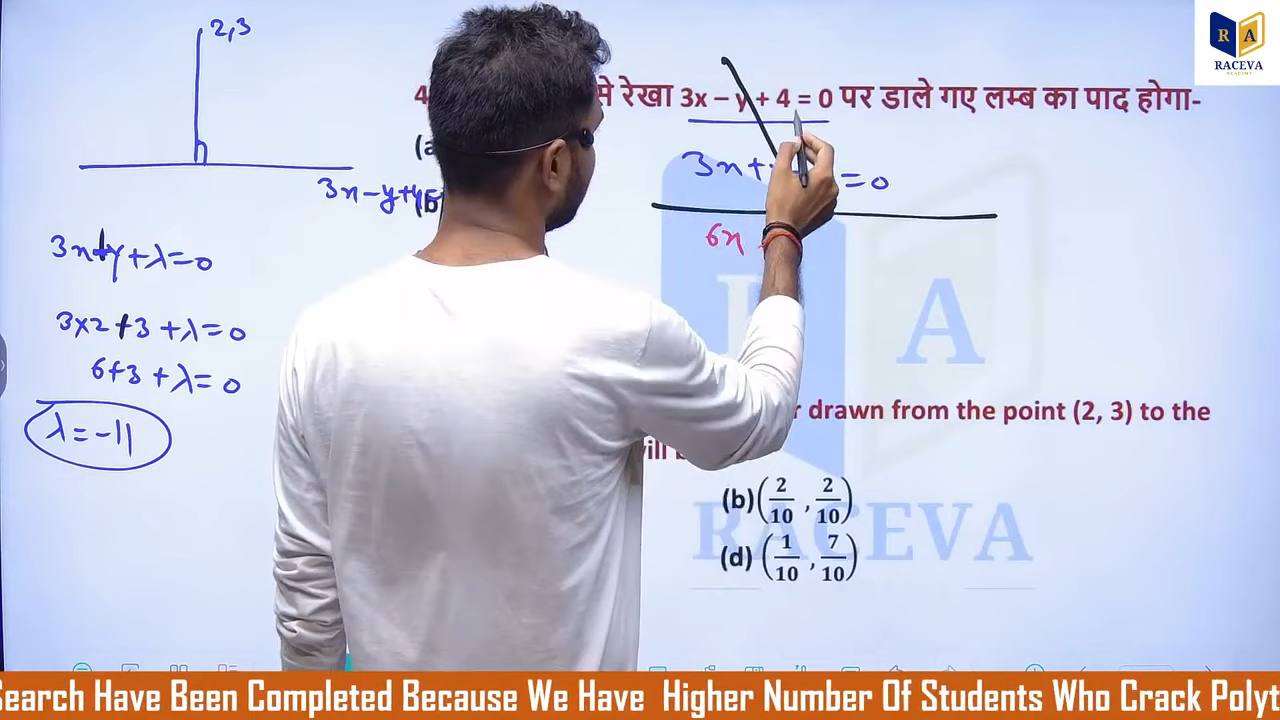 2,3
RACEVA
ACADEMY
4
से रेखा 3x – y + 4 = 0 पर डाले गए लम्ब का पाद होगा-
(a
3x+
=0
3x-y+4=
(b
6x
3x+y+λ=0
3x2+3+λ=0
6+3+λ=0
λ=-11
R A
r drawn from the point (2, 3) to the
(b)(2/10 , 2/10)
RACEVA
(d) (1/10 , 7/10)
Search Have Been Completed Because We Have Higher Number Of Students Who Crack Polyt